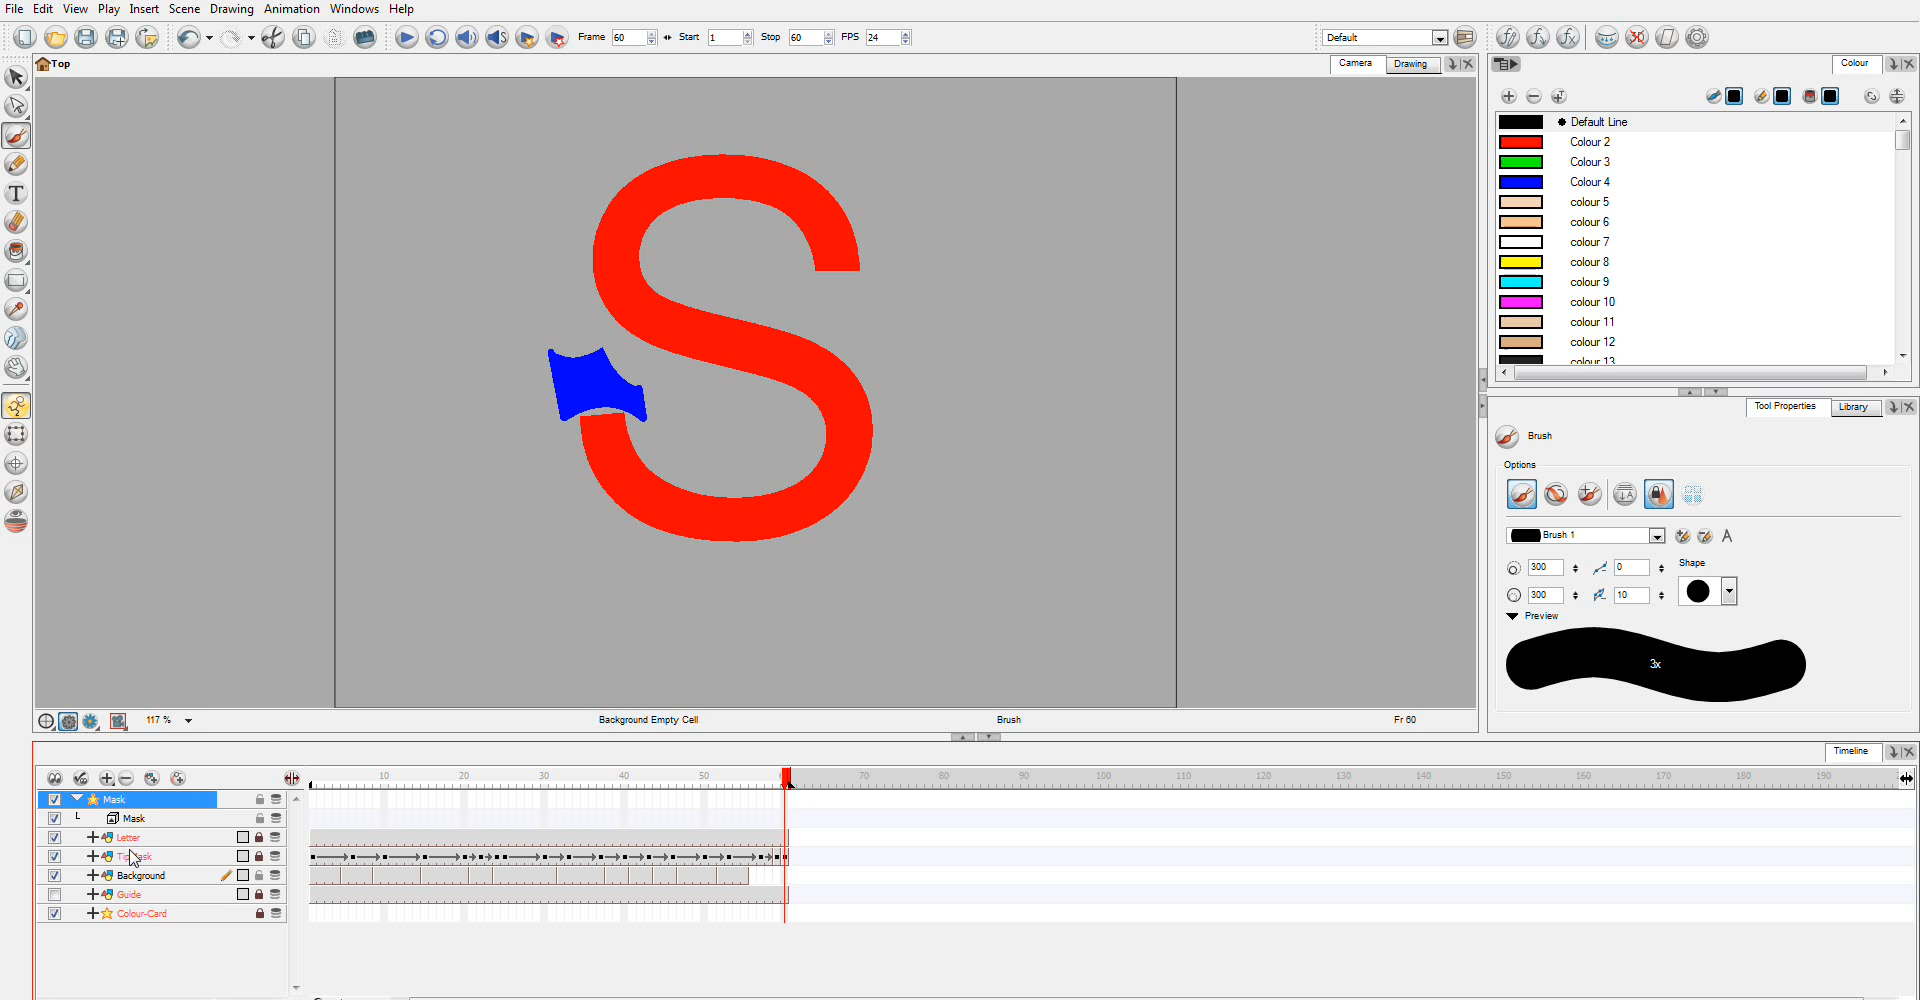 File Edit View Play Insert Scene Drawing Animation Windows Help
Frame 60 Start 1 Stop 60 FPS 24 Default
Top Camera Drawing Colour
Default Line
Colour 2
Colour 3
Colour 4
colour 5
colour 6
colour 7
colour 8
colour 9
colour 10
colour 11
colour 12
colour 13
S
Tool Properties Library
Brush
Options
Brush 1
300 0 Shape
300 10
Preview
3x
117 % Background Empty Cell Brush Fr 60
Timeline
10 20 30 40 50 70 80 90 100 110 120 130 140 150 160 170 180 190
Mask
Mask
Letter
Background
Guide
Colour-Card